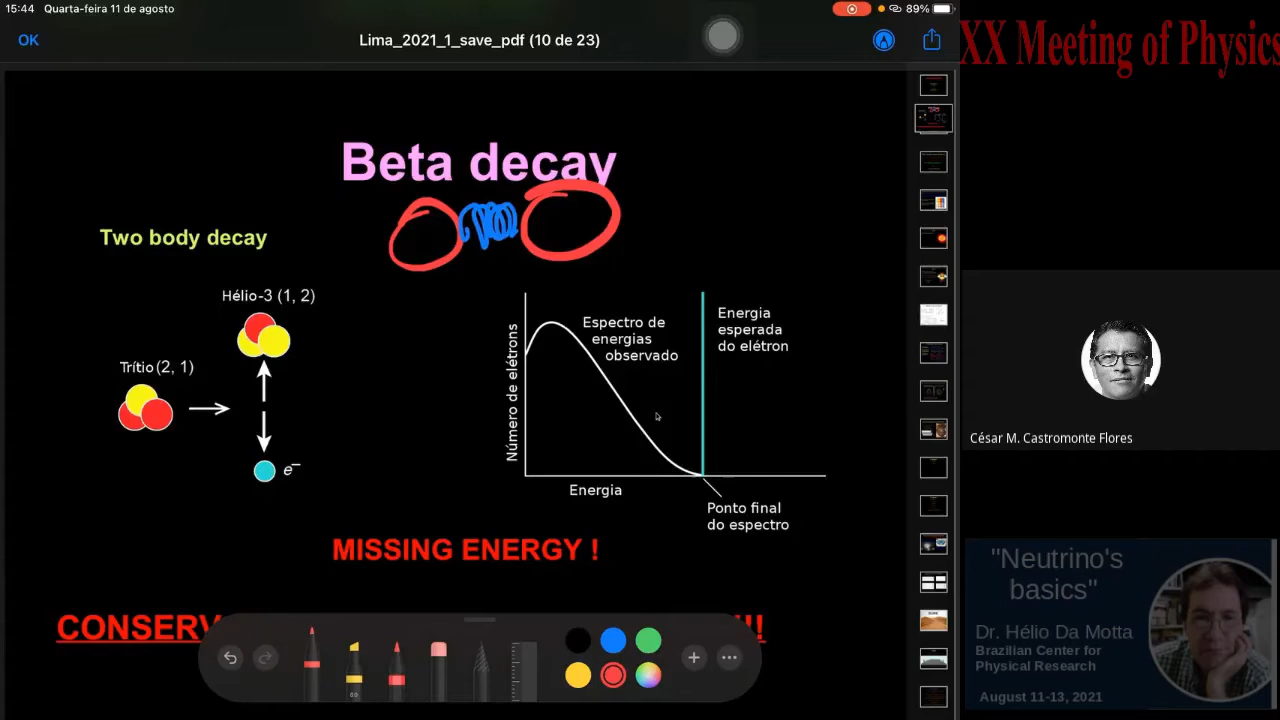 15:44 Quarta-feira 11 de agosto
89%
OK
Lima_2021_1_save_pdf (10 de 23)
XX Meeting of Physics
Beta decay
Two body decay
Hélio-3 (1, 2)
Trítio (2, 1)
e−
Número de elétrons
Espectro de
energias
observado
Energia
esperada
do elétron
Energia
Ponto final
do espectro
MISSING ENERGY !
!!!
60
César M. Castromonte Flores
"Neutrino's
basics"
Dr. Hélio Da Motta
Brazilian Center for
Physical Research
August 11-13, 2021